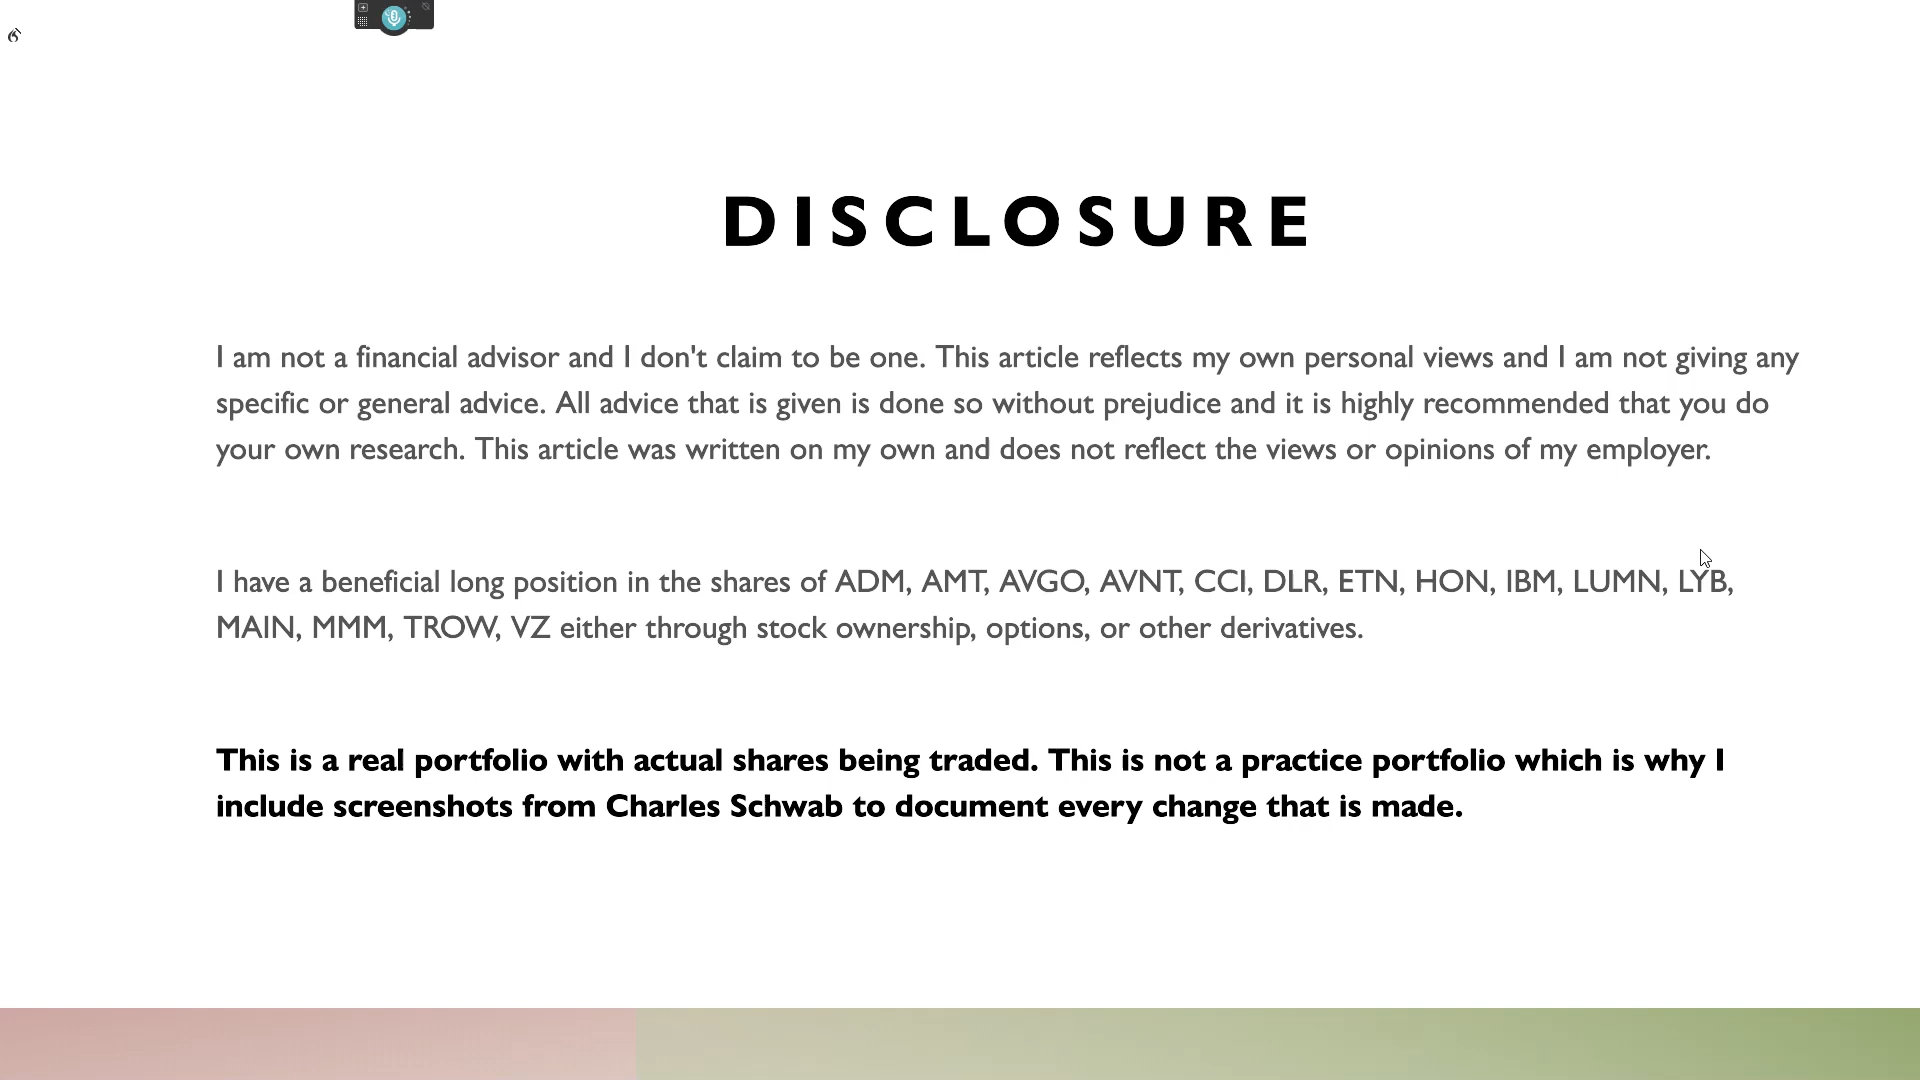 DISCLOSURE
I am not a financial advisor and I don't claim to be one. This article reflects my own personal views and I am not giving any
specific or general advice. All advice that is given is done so without prejudice and it is highly recommended that you do
your own research. This article was written on my own and does not reflect the views or opinions of my employer.
I have a beneficial long position in the shares of ADM, AMT, AVGO, AVNT, CCI, DLR, ETN, HON, IBM, LUMN, LYB,
MAIN, MMM, TROW, VZ either through stock ownership, options, or other derivatives.
This is a real portfolio with actual shares being traded. This is not a practice portfolio which is why I
include screenshots from Charles Schwab to document every change that is made.